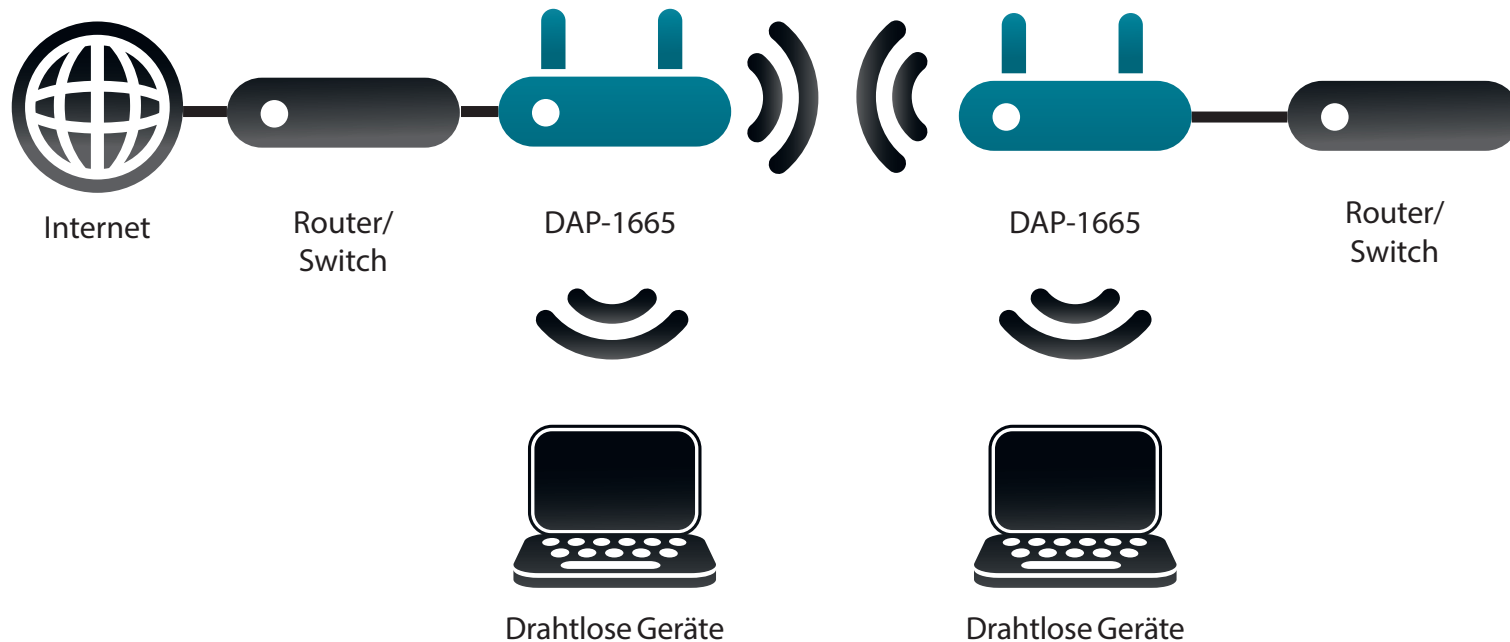 Internet
Router/
Switch
DAP-1665
DAP-1665
Router/
Switch
Drahtlose Geräte
Drahtlose Geräte